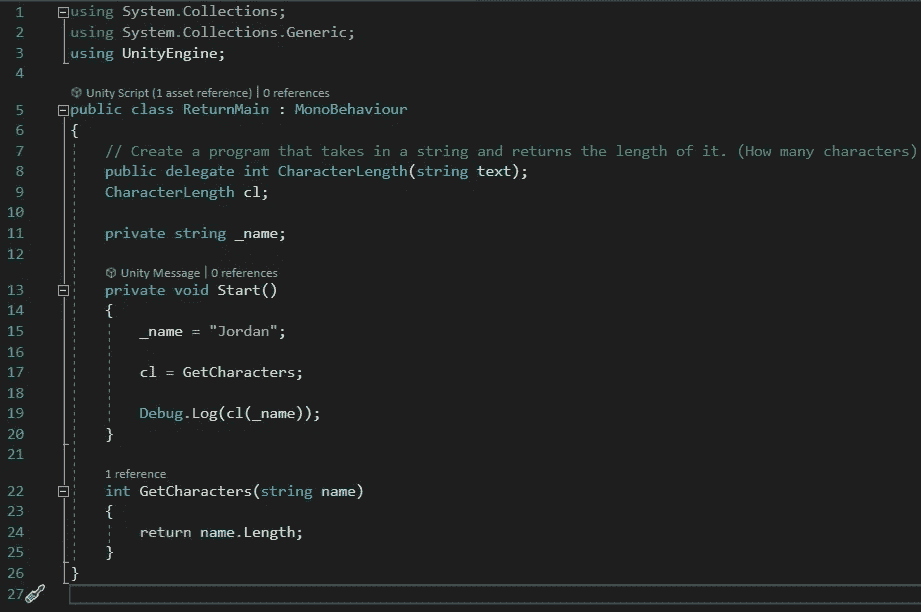 1 using System.Collections;
2 using System.Collections.Generic;
3 using UnityEngine;
4
Unity Script (1 asset reference) | 0 references
5 public class ReturnMain : MonoBehaviour
6 {
7 // Create a program that takes in a string and returns the length of it. (How many characters)
8 public delegate int CharacterLength(string text);
9 CharacterLength cl;
10
11 private string _name;
12
Unity Message | 0 references
13 private void Start()
14 {
15 _name = "Jordan";
16
17 cl = GetCharacters;
18
19 Debug.Log(cl(_name));
20 }
21
1 reference
22 int GetCharacters(string name)
23 {
24 return name.Length;
25 }
26 }
27